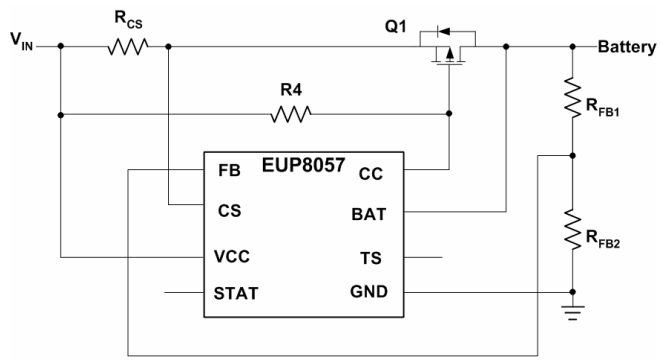 R_CS
Q1
V_IN
Battery
R4
R_FB1
EUP8057
FB
CC
CS
BAT
VCC
TS
R_FB2
STAT
GND